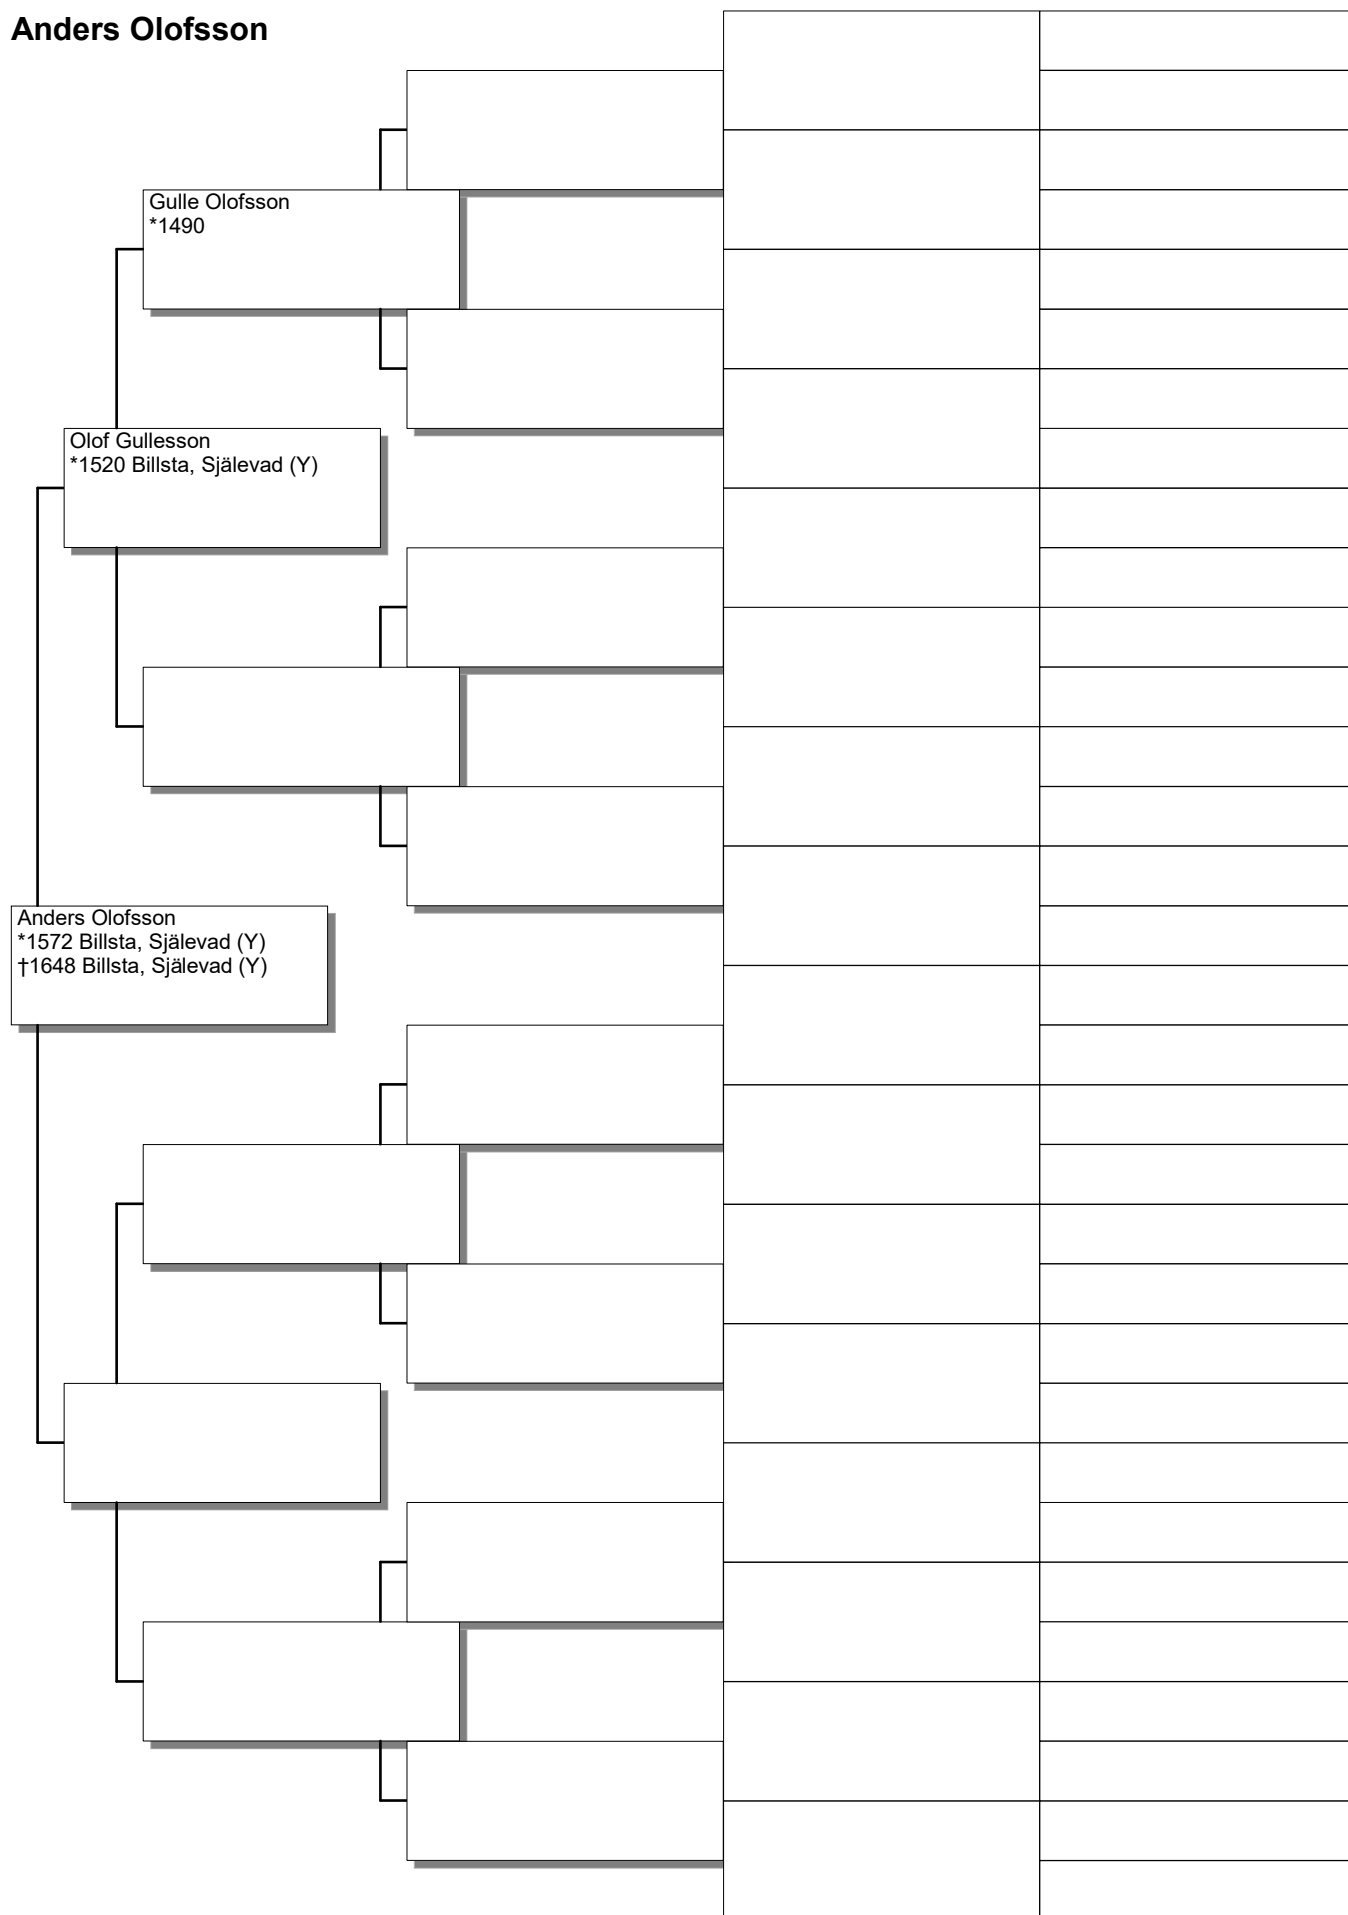 Anders Olofsson
Gulle Olofsson
*1490
Olof Gullesson
*1520 Billsta, Själevad (Y)
Anders Olofsson
*1572 Billsta, Själevad (Y)
†1648 Billsta, Själevad (Y)